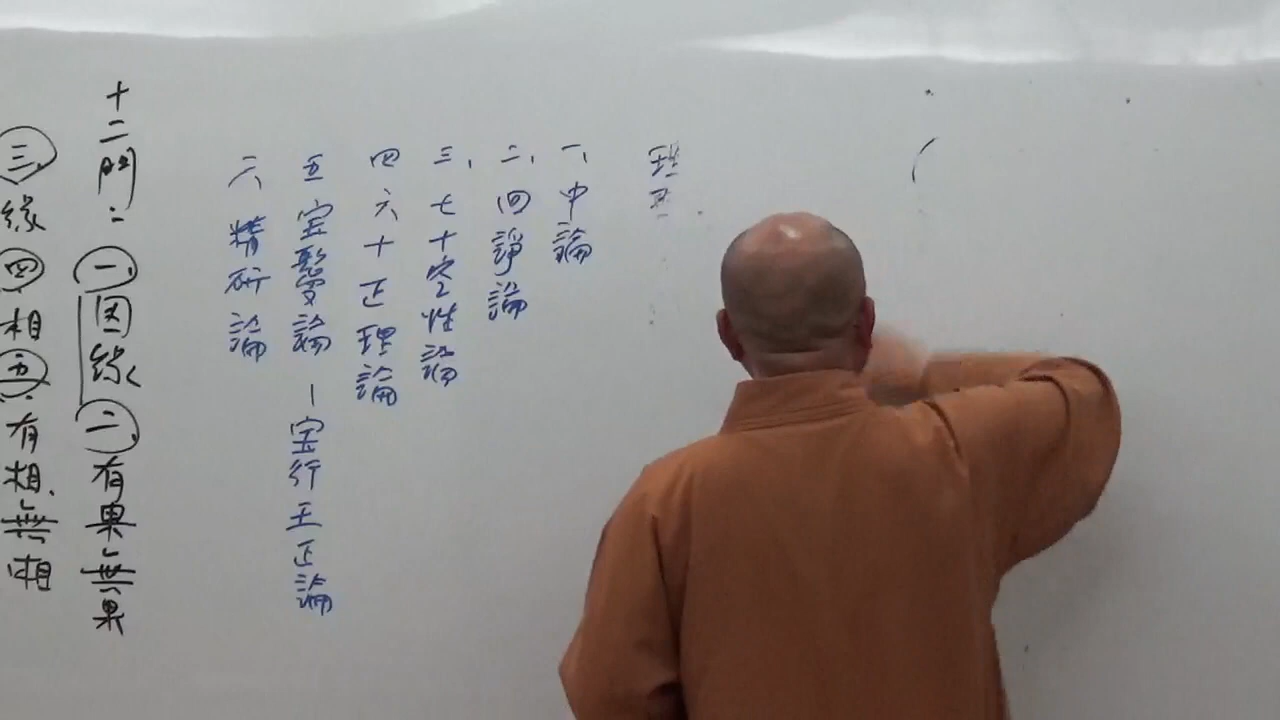 一、中論
二、四諍論
三、七十空性論
四六十正理論
五宝鬘論─宝行王正論
六、精研論
十二門：㊀因緣㊁有果無果
㊂緣㊃相㊄有相、無相